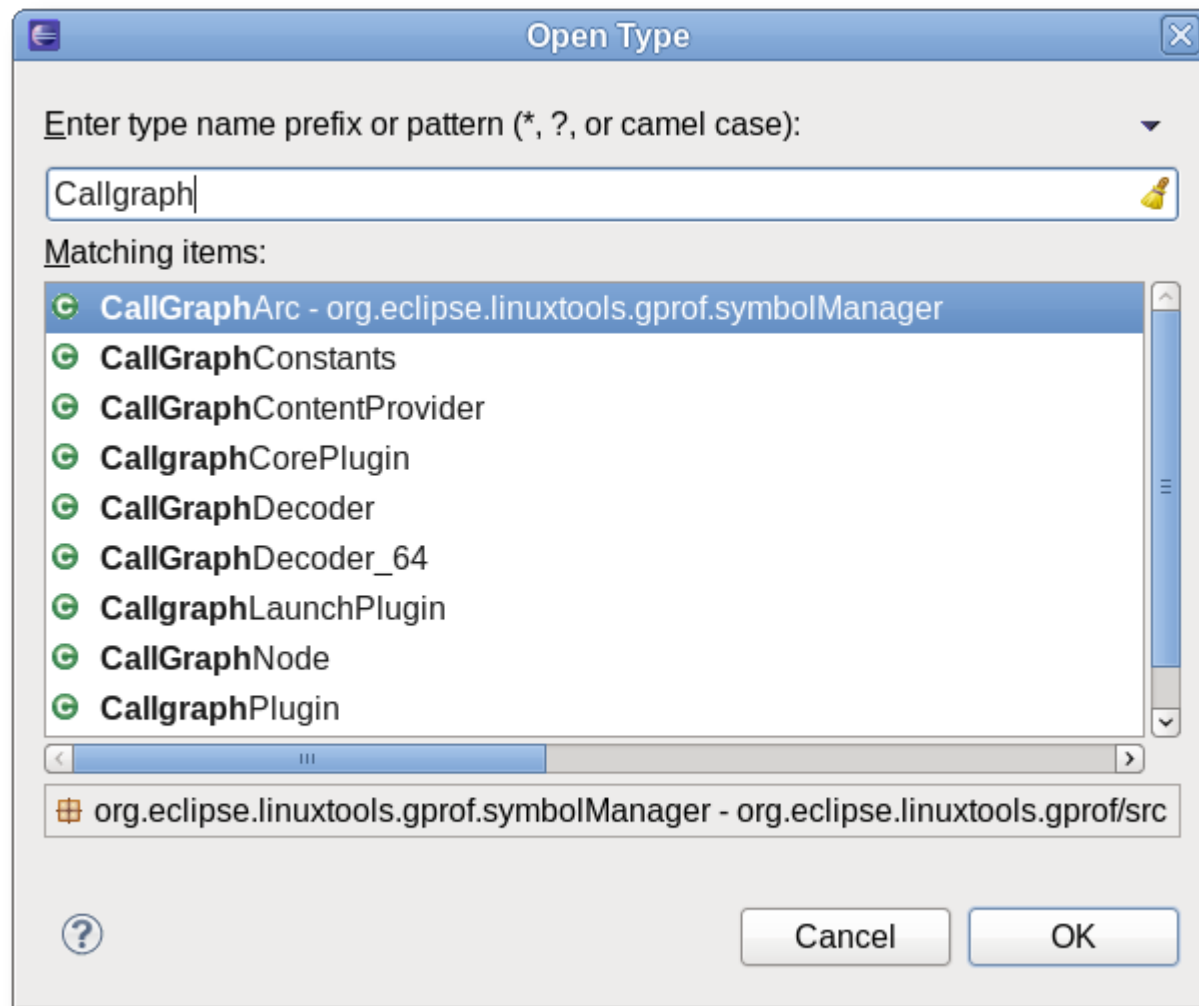 Open Type
Enter type name prefix or pattern (*, ?, or camel case):
Callgraph
Matching items:
CallGraphArc - org.eclipse.linuxtools.gprof.symbolManager
CallGraphConstants
CallGraphContentProvider
CallgraphCorePlugin
CallGraphDecoder
CallGraphDecoder_64
CallgraphLaunchPlugin
CallGraphNode
CallgraphPlugin
org.eclipse.linuxtools.gprof.symbolManager - org.eclipse.linuxtools.gprof/src
Cancel
OK